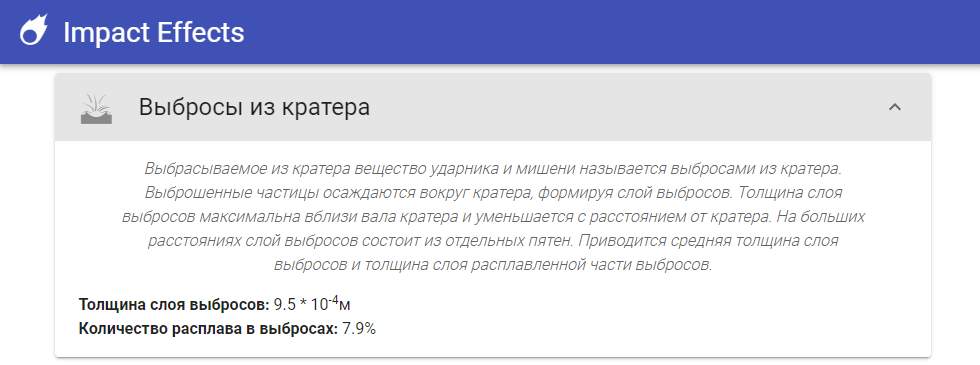 Impact Effects
Выбросы из кратера
Выбрасываемое из кратера вещество ударника и мишени называется выбросами из кратера.
Выброшенные частицы осаждаются вокруг кратера, формируя слой выбросов. Толщина слоя
выбросов максимальна вблизи вала кратера и уменьшается с расстоянием от кратера. На больших
расстояниях слой выбросов состоит из отдельных пятен. Приводится средняя толщина слоя
выбросов и толщина слоя расплавленной части выбросов.
Толщина слоя выбросов: 9.5 * 10⁻⁴м
Количество расплава в выбросах: 7.9%